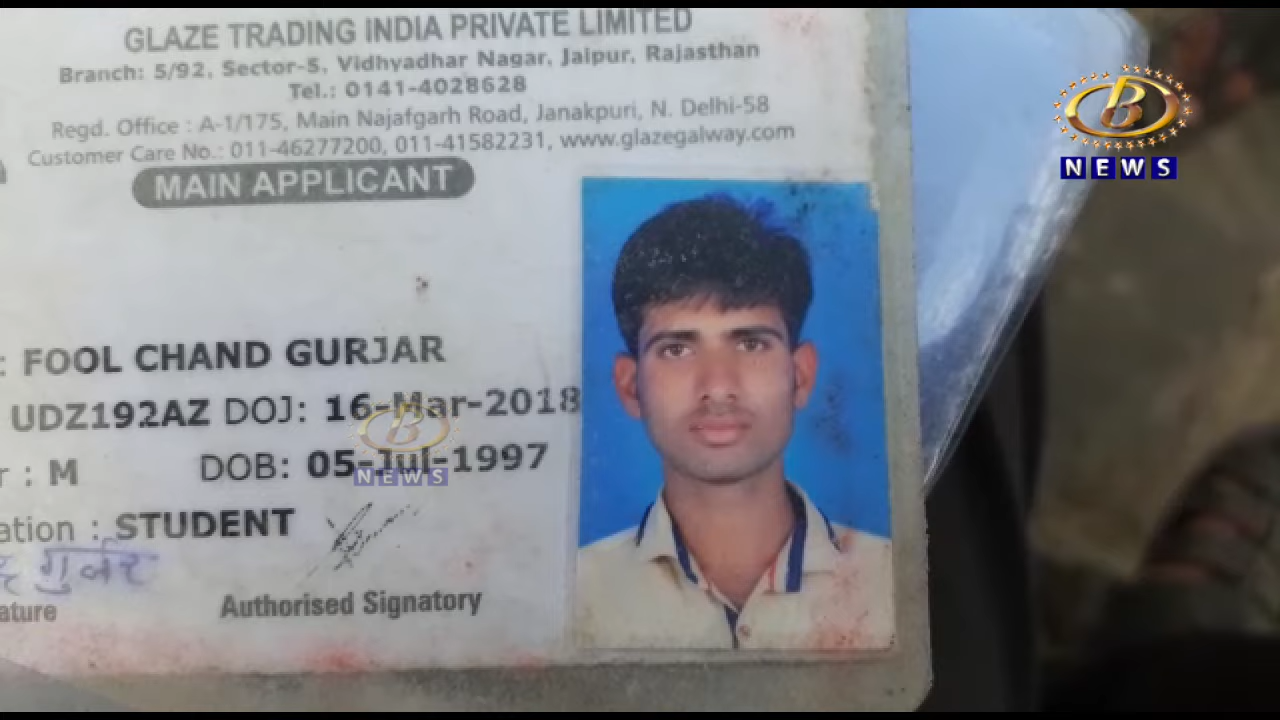 GLAZE TRADING INDIA PRIVATE LIMITED
Branch: 5/92, Sector-5, Vidhyadhar Nagar, Jaipur, Rajasthan
Tel.: 0141-4028628
Regd. Office : A-1/175, Main Najafgarh Road, Janakpuri, N. Delhi-58
Customer Care No.: 011-46277200, 011-41582231, www.glazegalway.com
MAIN APPLICANT
: FOOL CHAND GURJAR
UDZ192AZ DOJ: 16-Mar-2018
r : M DOB: 05-Jul-1997
ation : STUDENT
गुर्जर
ature Authorised Signatory
B
NEWS
B
NEWS